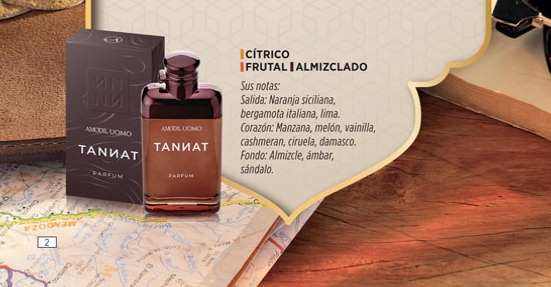 CÍTRICO
FRUTAL ALMIZCLADO
Sus notas:
Salida: Naranja siciliana,
bergamota italiana, lima.
Corazón: Manzana, melón, vainilla,
cashmeran, ciruela, damasco.
Fondo: Almizcle, ámbar,
sándalo.
AMODIL UOMO
TANNAT
PARFUM
AMODIL UOMO
TANNAT
PARFUM
MENDOZA
2